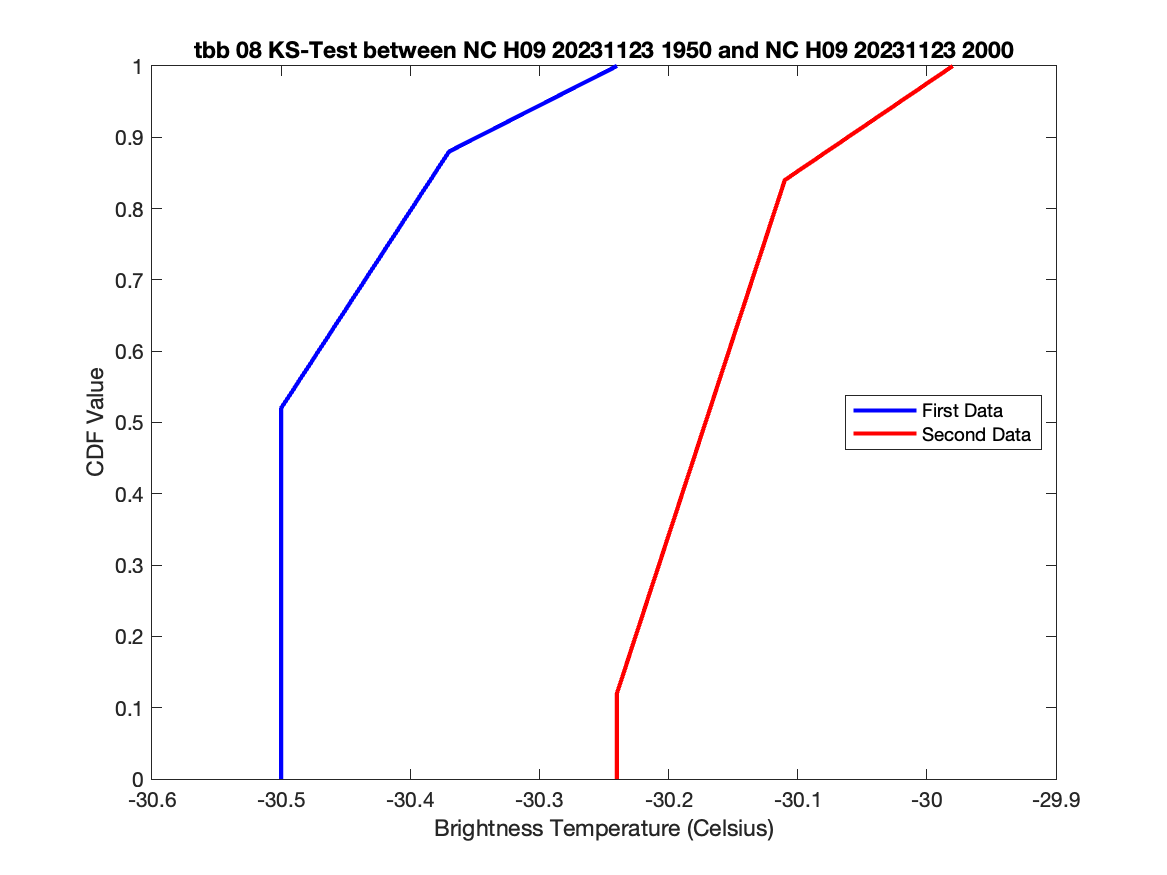 tbb 08 KS-Test between NC H09 20231123 1950 and NC H09 20231123 2000
1
0.9
0.8
0.7
0.6
0.5
0.4
0.3
0.2
0.1
0
CDF Value
First Data
Second Data
-30.6 -30.5 -30.4 -30.3 -30.2 -30.1 -30 -29.9
Brightness Temperature (Celsius)